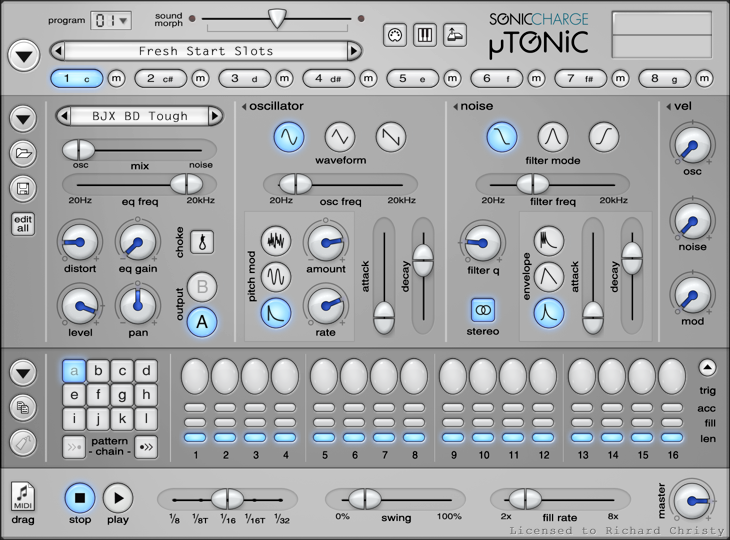 program 01
sound morph
SONICCHARGE
µTONIC
Fresh Start Slots
1 c m 2 c# m 3 d m 4 d# m 5 e m 6 f m 7 f# m 8 g m
BJX BD Tough
oscillator
noise
vel
osc mix noise
waveform
filter mode
osc
20Hz eq freq 20kHz
20Hz osc freq 20kHz
20Hz filter freq 20kHz
edit all
distort
eq gain
choke
pitch mod
amount
attack
decay
filter q
envelope
attack
decay
noise
level
pan
output
B
A
rate
stereo
mod
a b c d
e f g h
i j k l
pattern
- chain -
trig
acc
fill
len
1 2 3 4 5 6 7 8 9 10 11 12 13 14 15 16
MIDI
drag
stop
play
1/8 1/8T 1/16 1/16T 1/32
0% swing 100%
2x fill rate 8x
master
Licensed to Richard Christy